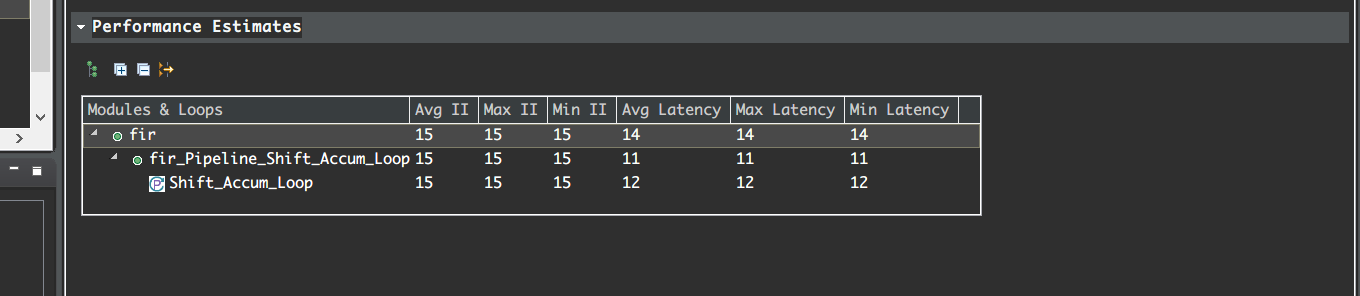 Performance Estimates
Modules & Loops Avg II Max II Min II Avg Latency Max Latency Min Latency
fir 15 15 15 14 14 14
fir_Pipeline_Shift_Accum_Loop 15 15 15 11 11 11
Shift_Accum_Loop 15 15 15 12 12 12